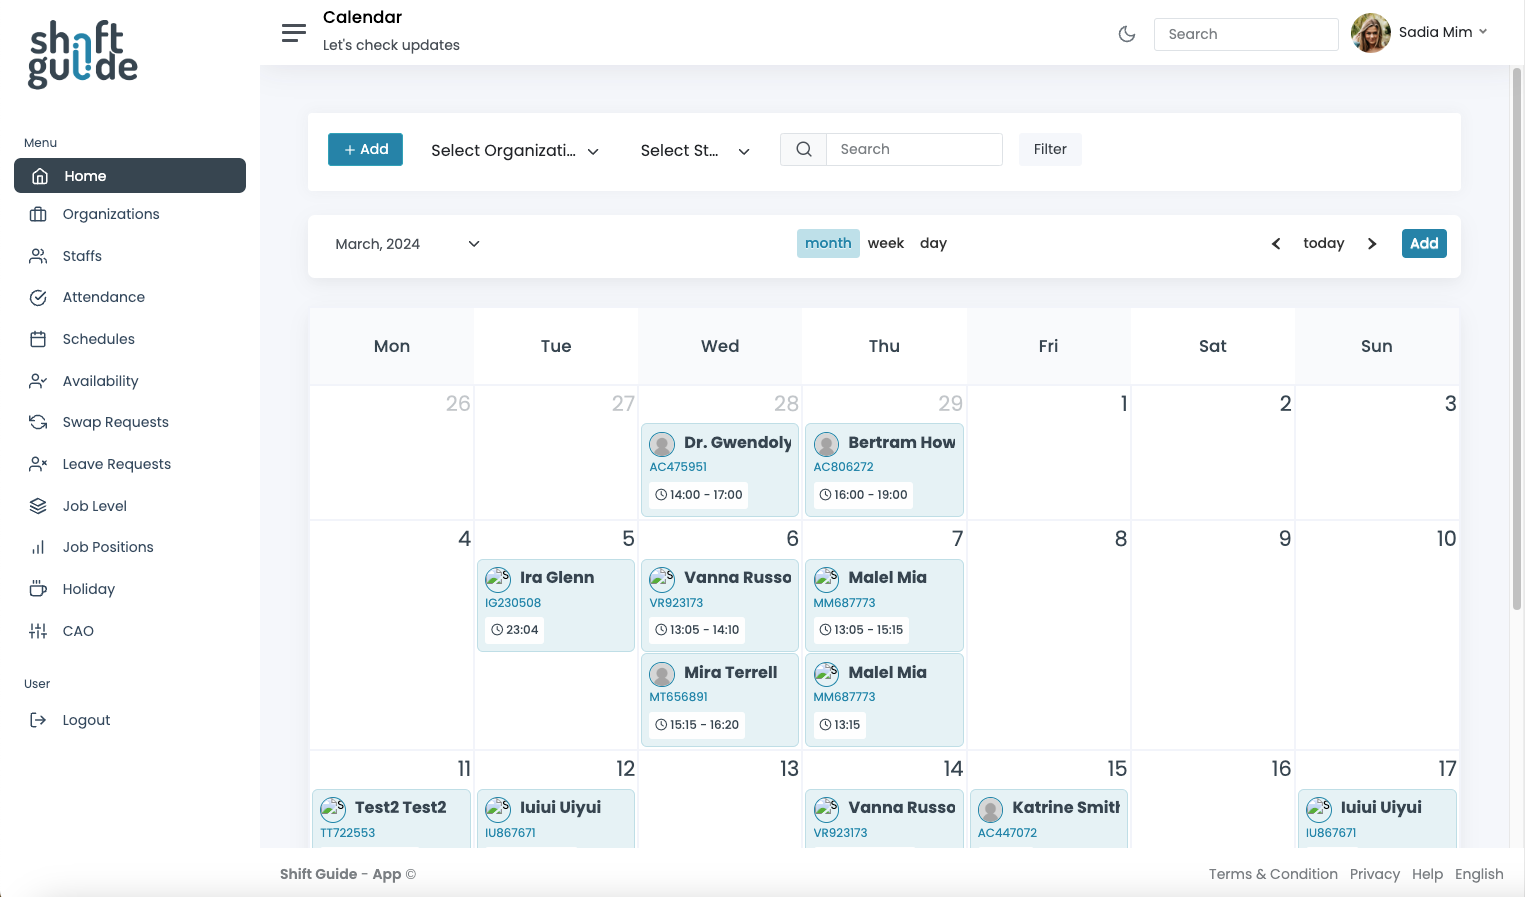 shift
guide
Menu
Home
Organizations
Staffs
Attendance
Schedules
Availability
Swap Requests
Leave Requests
Job Level
Job Positions
Holiday
CAO
User
Logout
Calendar
Let's check updates
Search
Sadia Mim
+ Add
Select Organizati...
Select St...
Search
Filter
March, 2024
month week day
today
Add
Mon Tue Wed Thu Fri Sat Sun
26 27 28 29 1 2 3
Dr. Gwendoly
AC475951
14:00 - 17:00
Bertram How
AC806272
16:00 - 19:00
4 5 6 7 8 9 10
S Ira Glenn
IG230508
23:04
S Vanna Russo
VR923173
13:05 - 14:10
Mira Terrell
MT656891
15:15 - 16:20
S Malel Mia
MM687773
13:05 - 15:15
S Malel Mia
MM687773
13:15
11 12 13 14 15 16 17
S Test2 Test2
TT722553
S Iuiui Uiyui
IU867671
S Vanna Russo
VR923173
Katrine Smith
AC447072
S Iuiui Uiyui
IU867671
Shift Guide - App ©
Terms & Condition Privacy Help English